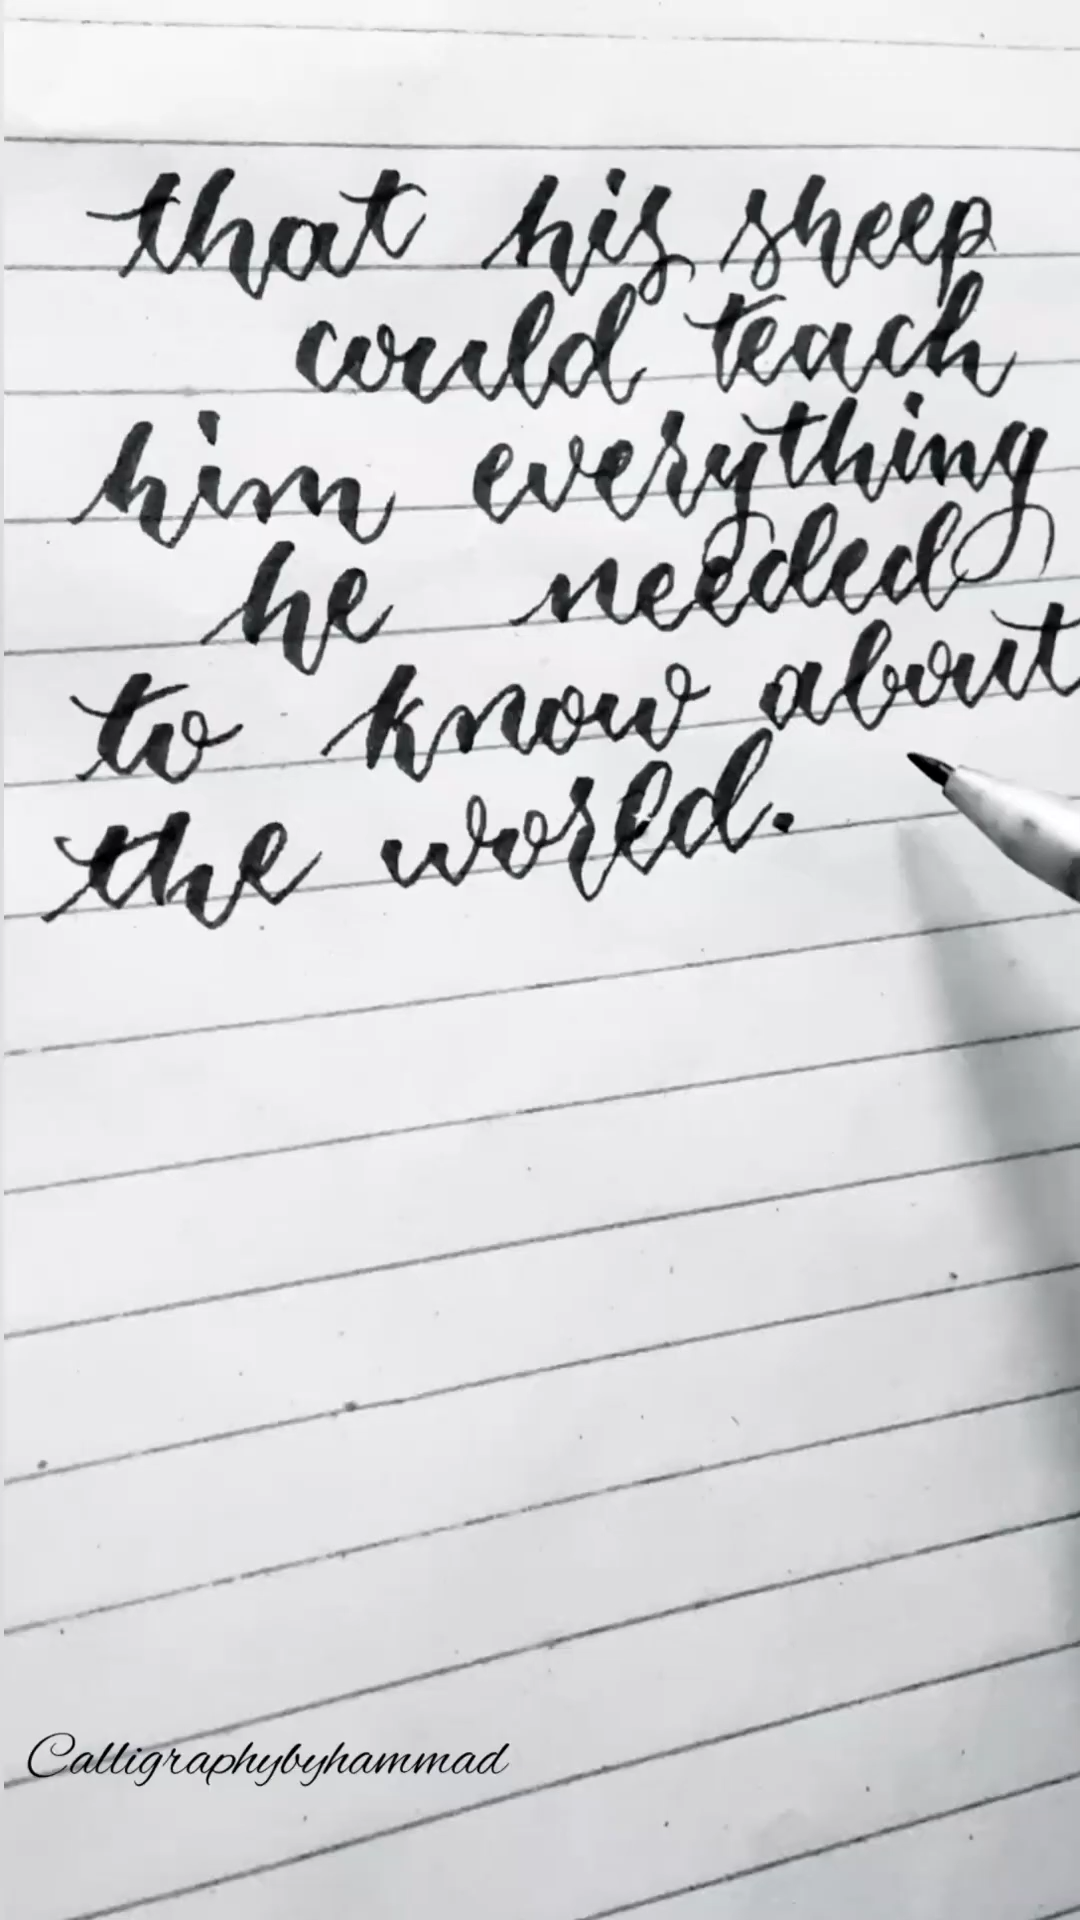 that his sheep
could teach
him everything
he needed
to know about
the world.
Calligraphybyhammad